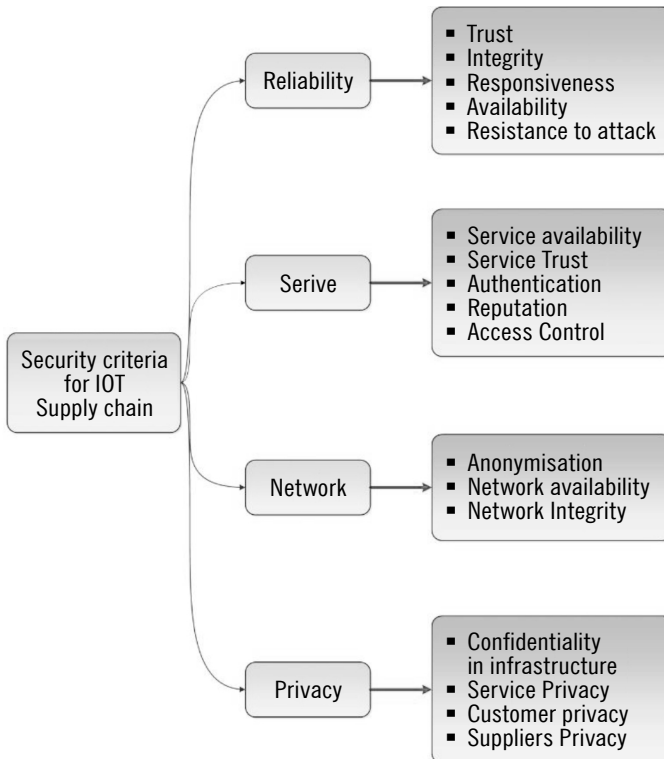 Security criteria
for IOT
Supply chain
Reliability
▪ Trust
▪ Integrity
▪ Responsiveness
▪ Availability
▪ Resistance to attack
Serive
▪ Service availability
▪ Service Trust
▪ Authentication
▪ Reputation
▪ Access Control
Network
▪ Anonymisation
▪ Network availability
▪ Network Integrity
Privacy
▪ Confidentiality
in infrastructure
▪ Service Privacy
▪ Customer privacy
▪ Suppliers Privacy